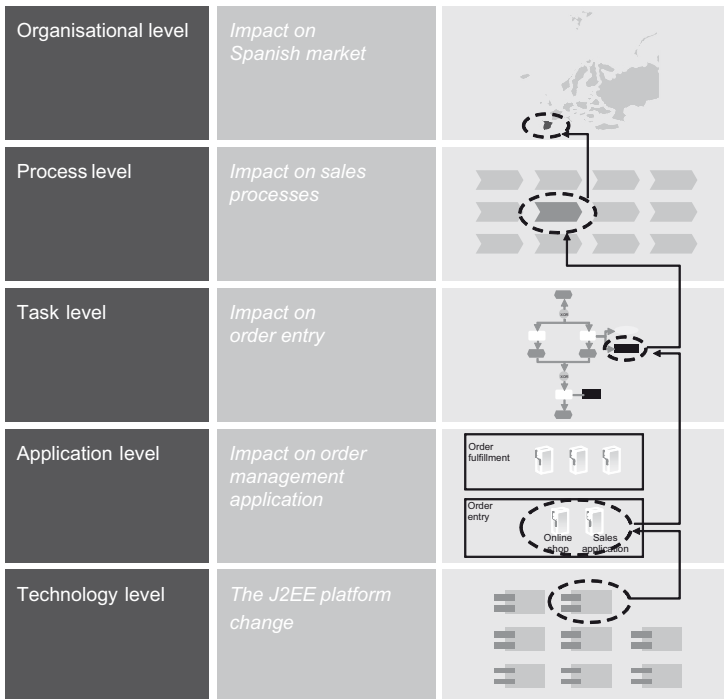 Organisational level
Impact on
Spanish market
Process level
Impact on sales
processes
Task level
Impact on
order entry
XOR
XOR
Application level
Impact on order
management
application
Order
fulfillment
Order
entry
Online
shop
Sales
application
Technology level
The J2EE platform
change